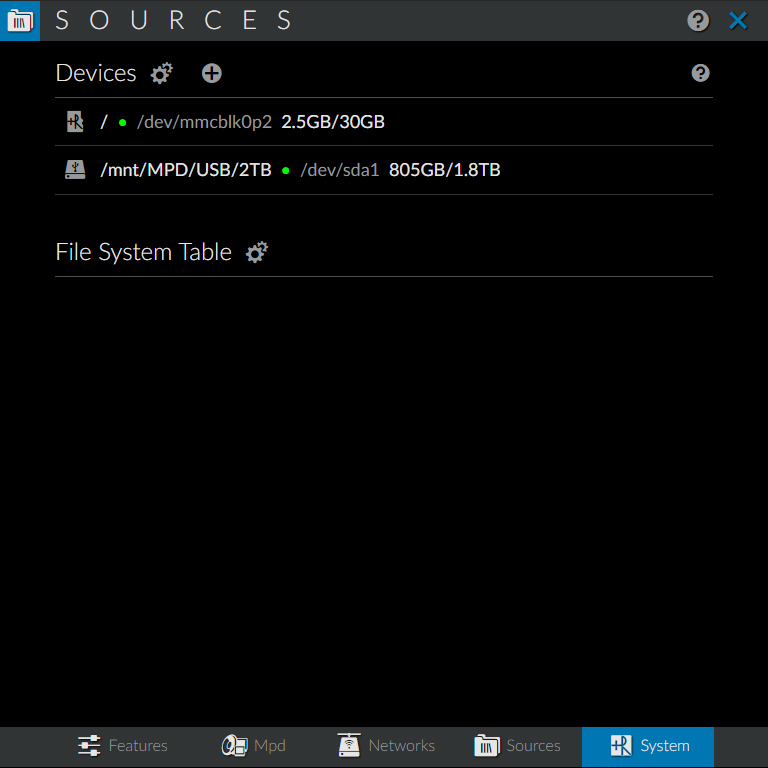 SOURCES
Devices
/ • /dev/mmcblk0p2 2.5GB/30GB
/mnt/MPD/USB/2TB • /dev/sda1 805GB/1.8TB
File System Table
Features Mpd Networks Sources System